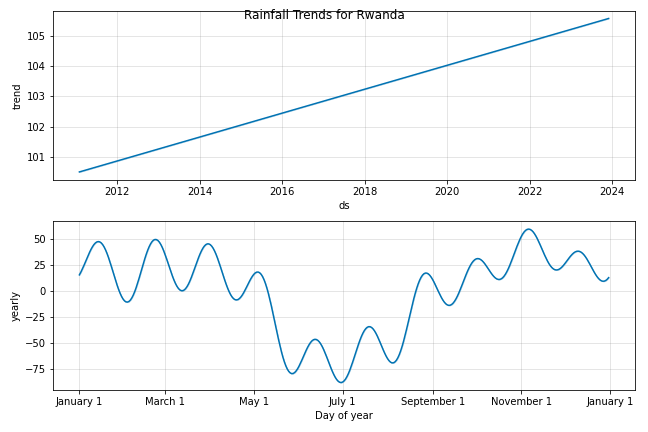 Rainfall Trends for Rwanda
105
104
103
102
101
trend
2012 2014 2016 2018 2020 2022 2024
ds
50
25
0
−25
−50
−75
yearly
January 1 March 1 May 1 July 1 September 1 November 1 January 1
Day of year